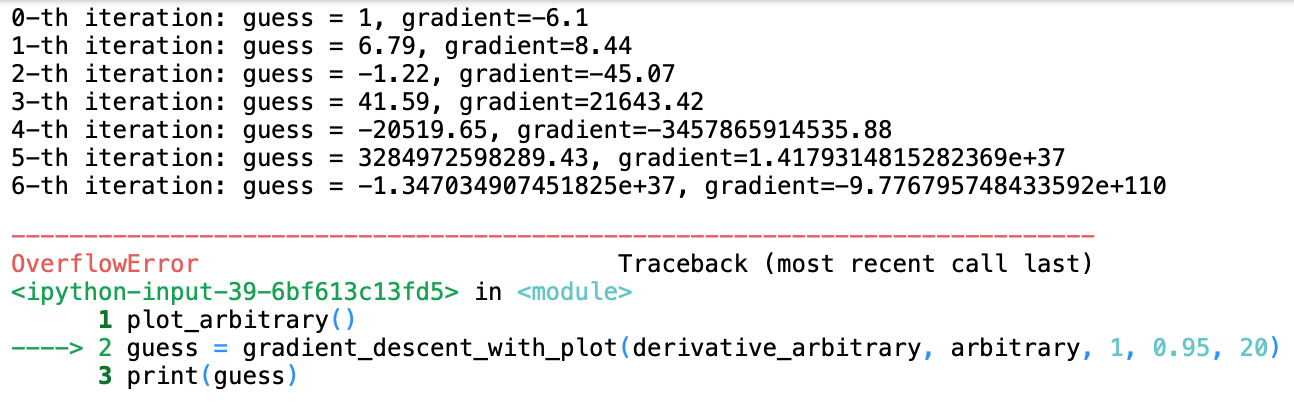 0-th iteration: guess = 1, gradient=-6.1
1-th iteration: guess = 6.79, gradient=8.44
2-th iteration: guess = -1.22, gradient=-45.07
3-th iteration: guess = 41.59, gradient=21643.42
4-th iteration: guess = -20519.65, gradient=-3457865914535.88
5-th iteration: guess = 3284972598289.43, gradient=1.4179314815282369e+37
6-th iteration: guess = -1.347034907451825e+37, gradient=-9.776795748433592e+110
---------------------------------------------------------------------------
OverflowError                             Traceback (most recent call last)
<ipython-input-39-6bf613c13fd5> in <module>
      1 plot_arbitrary()
----> 2 guess = gradient_descent_with_plot(derivative_arbitrary, arbitrary, 1, 0.95, 20)
      3 print(guess)